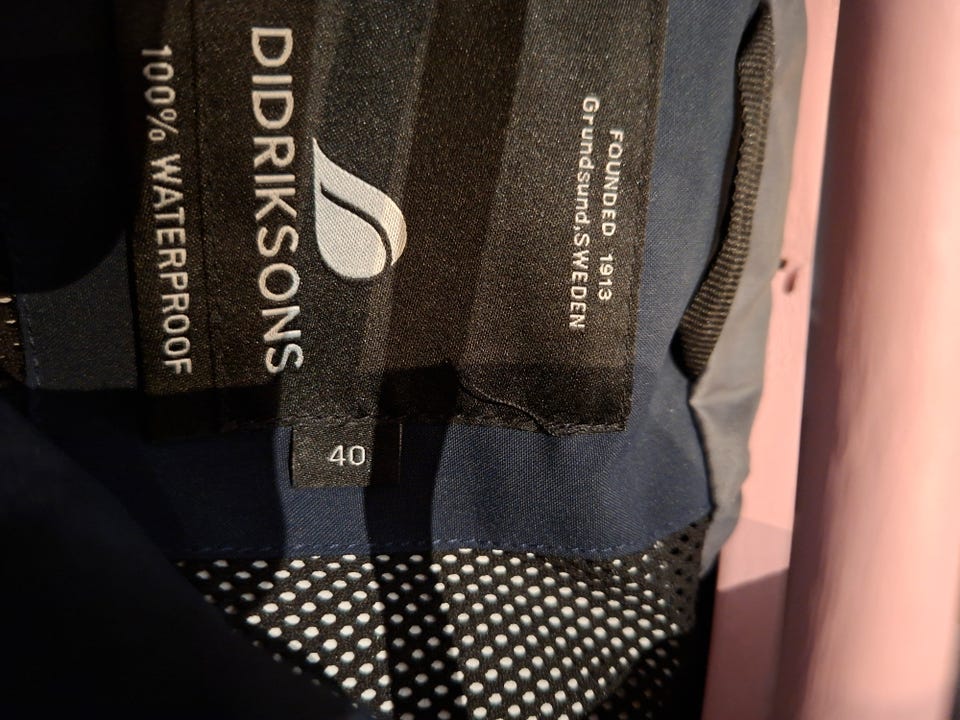 FOUNDED 1913
Grundsund,SWEDEN
DIDRIKSONS
100% WATERPROOF
40